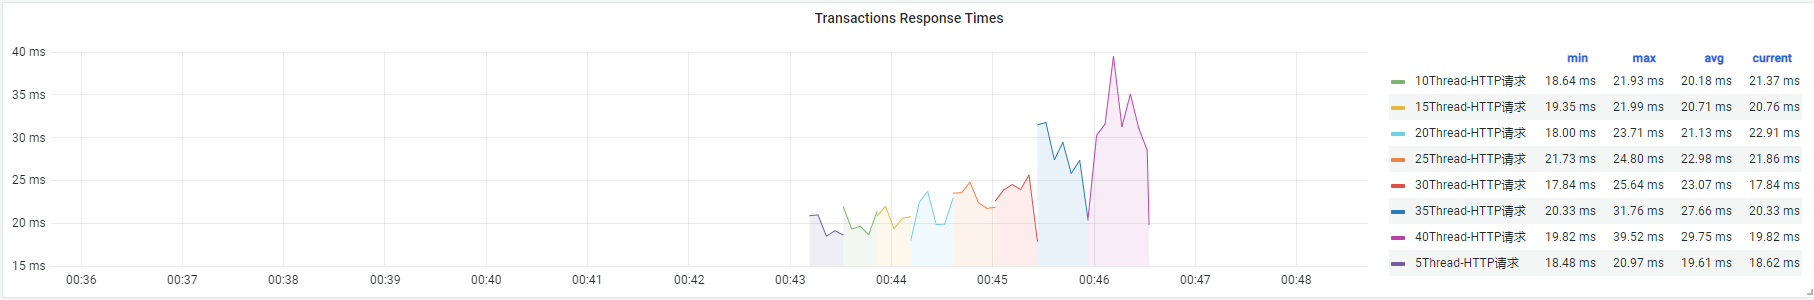 Transactions Response Times
40 ms
35 ms
30 ms
25 ms
20 ms
15 ms
00:36 00:37 00:38 00:39 00:40 00:41 00:42 00:43 00:44 00:45 00:46 00:47 00:48
min max avg current
10Thread-HTTP请求 18.64 ms 21.93 ms 20.18 ms 21.37 ms
15Thread-HTTP请求 19.35 ms 21.99 ms 20.71 ms 20.76 ms
20Thread-HTTP请求 18.00 ms 23.71 ms 21.13 ms 22.91 ms
25Thread-HTTP请求 21.73 ms 24.80 ms 22.98 ms 21.86 ms
30Thread-HTTP请求 17.84 ms 25.64 ms 23.07 ms 17.84 ms
35Thread-HTTP请求 20.33 ms 31.76 ms 27.66 ms 20.33 ms
40Thread-HTTP请求 19.82 ms 39.52 ms 29.75 ms 19.82 ms
5Thread-HTTP请求 18.48 ms 20.97 ms 19.61 ms 18.62 ms